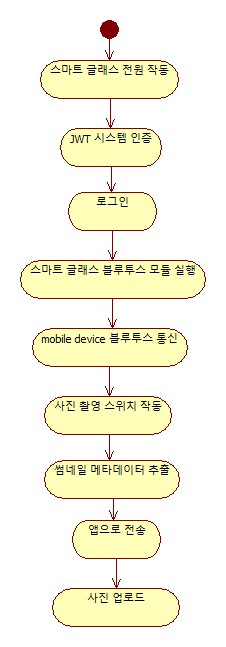 스마트 글래스 전원 작동
JWT 시스템 인증
로그인
스마트 글래스 블루투스 모듈 실행
mobile device 블루투스 통신
사진 촬영 스위치 작동
썸네일 메타데이터 추출
앱으로 전송
사진 업로드